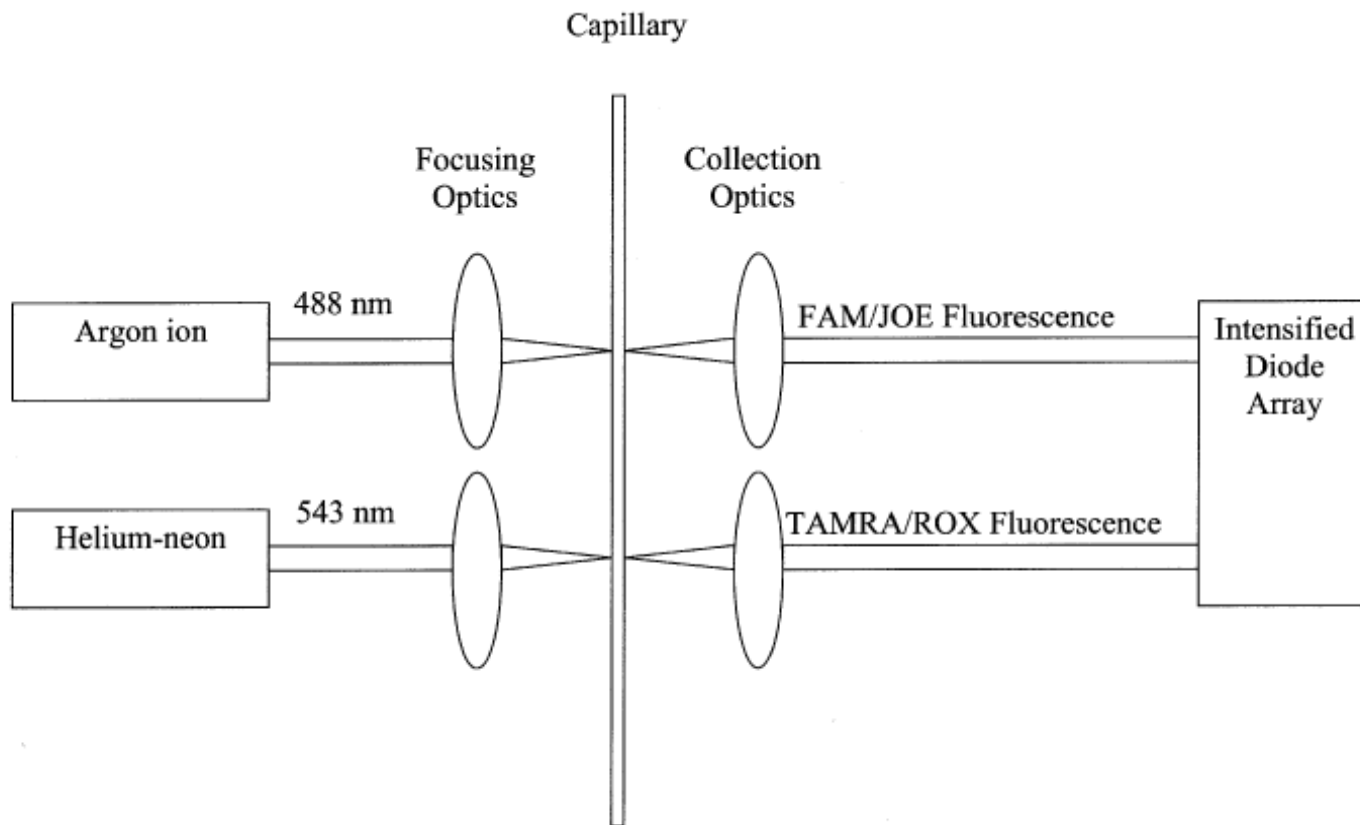 Capillary
Focusing
Optics
Collection
Optics
488 nm
FAM/JOE Fluorescence
Argon ion
Intensified
Diode
Array
543 nm
TAMRA/ROX Fluorescence
Helium-neon